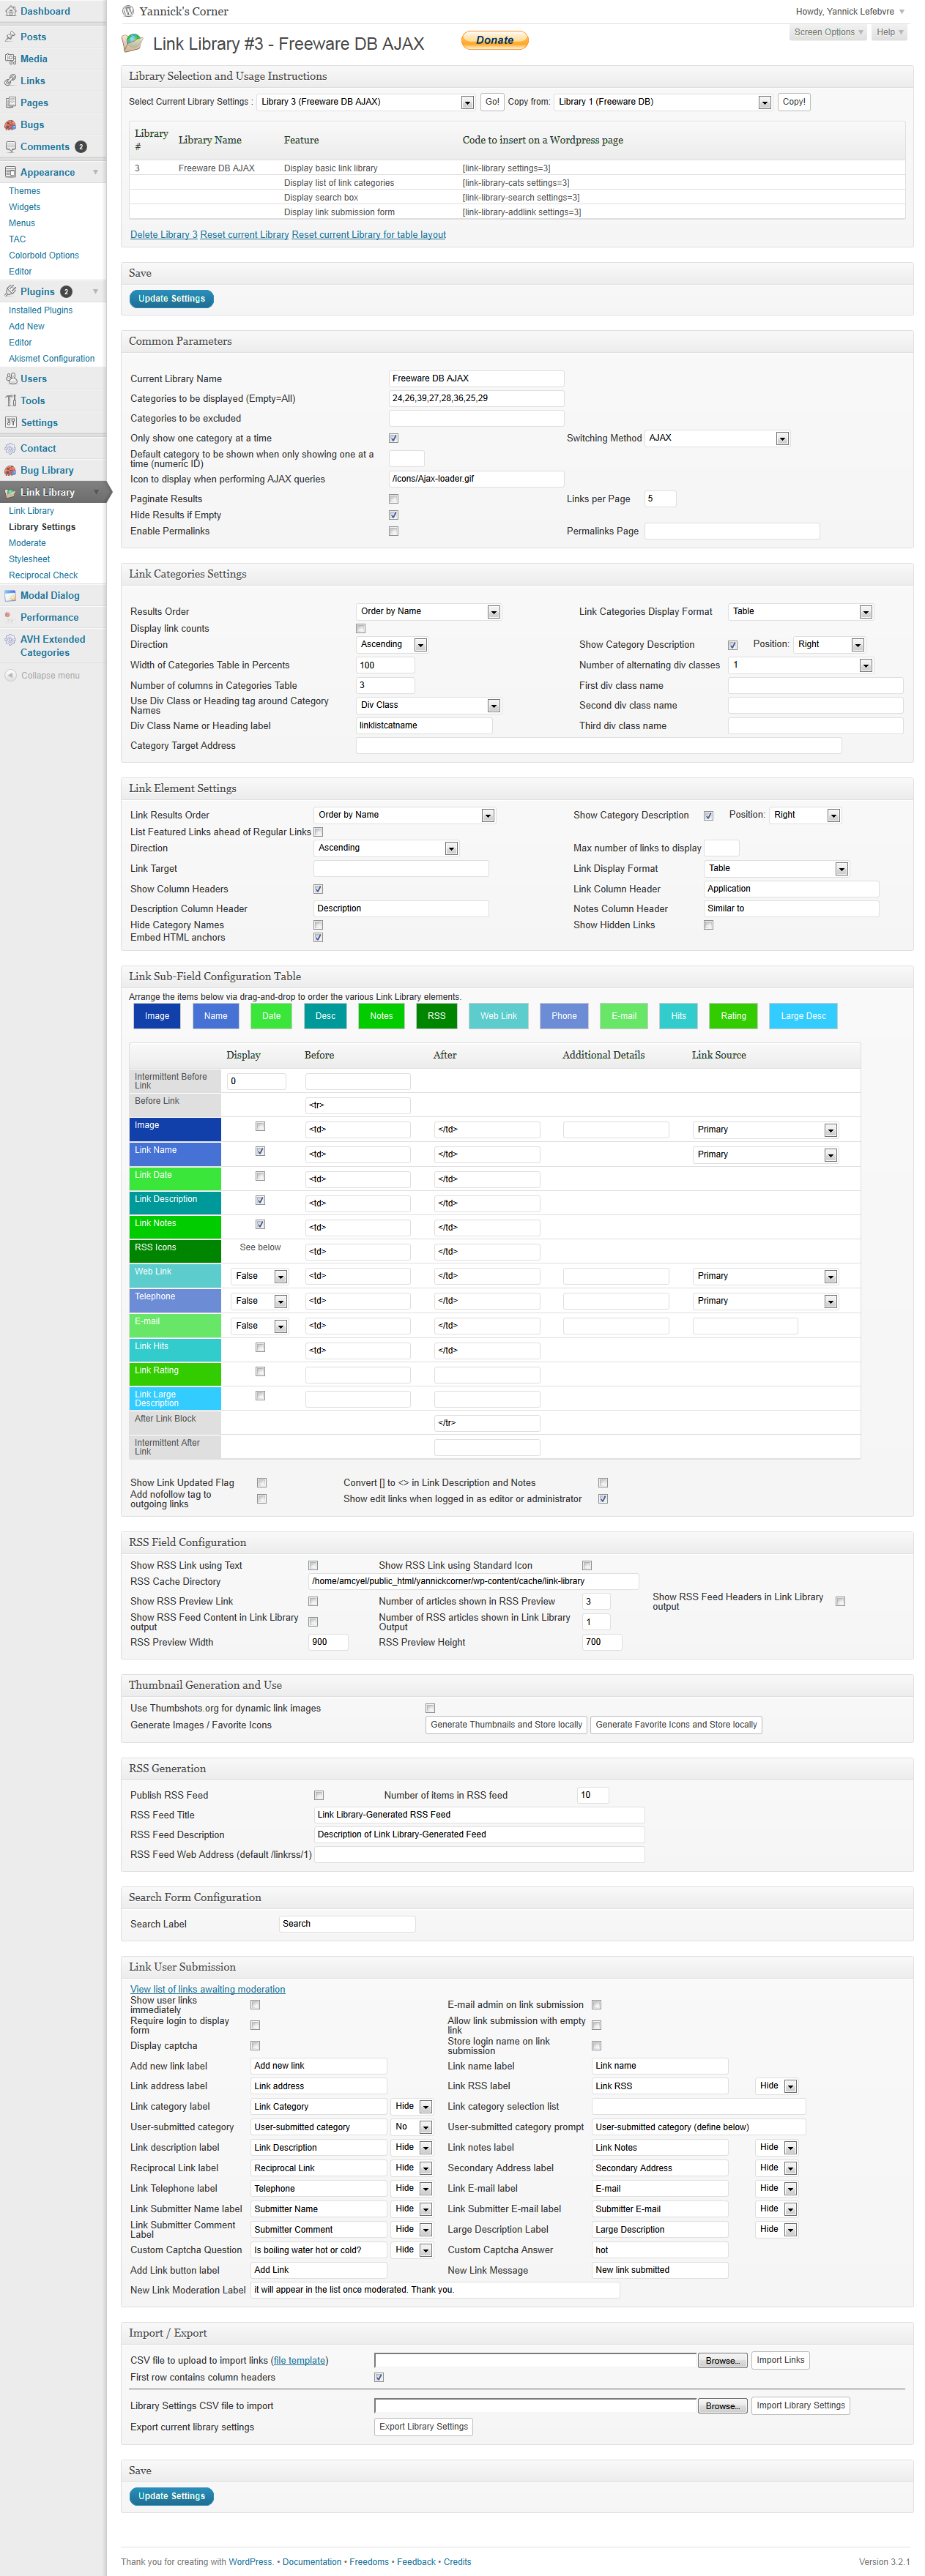 Dashboard
Posts
Media
Links
Pages
Bugs
Comments 2
Appearance
Themes
Widgets
Menus
TAC
Colorbold Options
Editor
Plugins 2
Installed Plugins
Add New
Editor
Akismet Configuration
Users
Tools
Settings
Contact
Bug Library
Link Library
Link Library
Library Settings
Moderate
Stylesheet
Reciprocal Check
Modal Dialog
Performance
AVH Extended
Categories
Collapse menu
Yannick's Corner
Howdy, Yannick Lefebvre
Screen Options Help
Link Library #3 - Freeware DB AJAX Donate
Library Selection and Usage Instructions
Select Current Library Settings : Library 3 (Freeware DB AJAX) Go! Copy from: Library 1 (Freeware DB) Copy!
Library # Library Name Feature Code to insert on a Wordpress page
3 Freeware DB AJAX Display basic link library [link-library settings=3]
Display list of link categories [link-library-cats settings=3]
Display search box [link-library-search settings=3]
Display link submission form [link-library-addlink settings=3]
Delete Library 3 Reset current Library Reset current Library for table layout
Save
Update Settings
Common Parameters
Current Library Name Freeware DB AJAX
Categories to be displayed (Empty=All) 24,26,39,27,28,36,25,29
Categories to be excluded
Only show one category at a time Switching Method AJAX
Default category to be shown when only showing one at a
time (numeric ID)
Icon to display when performing AJAX queries /icons/Ajax-loader.gif
Paginate Results Links per Page 5
Hide Results if Empty
Enable Permalinks Permalinks Page
Link Categories Settings
Results Order Order by Name Link Categories Display Format Table
Display link counts
Direction Ascending Show Category Description Position: Right
Width of Categories Table in Percents 100 Number of alternating div classes 1
Number of columns in Categories Table 3 First div class name
Use Div Class or Heading tag around Category
Names Div Class Second div class name
Div Class Name or Heading label linklistcatname Third div class name
Category Target Address
Link Element Settings
Link Results Order Order by Name Show Category Description Position: Right
List Featured Links ahead of Regular Links
Direction Ascending Max number of links to display
Link Target Link Display Format Table
Show Column Headers Link Column Header Application
Description Column Header Description Notes Column Header Similar to
Hide Category Names Show Hidden Links
Embed HTML anchors
Link Sub-Field Configuration Table
Arrange the items below via drag-and-drop to order the various Link Library elements.
Image Name Date Desc Notes RSS Web Link Phone E-mail Hits Rating Large Desc
Display Before After Additional Details Link Source
Intermittent Before
Link 0
Before Link <tr>
Image <td> </td> Primary
Link Name <td> </td> Primary
Link Date <td> </td>
Link Description <td> </td>
Link Notes <td> </td>
RSS Icons See below <td> </td>
Web Link False <td> </td> Primary
Telephone False <td> </td> Primary
E-mail False <td> </td>
Link Hits <td> </td>
Link Rating
Link Large
Description
After Link Block </tr>
Intermittent After
Link
Show Link Updated Flag Convert [] to <> in Link Description and Notes
Add nofollow tag to
outgoing links Show edit links when logged in as editor or administrator
RSS Field Configuration
Show RSS Link using Text Show RSS Link using Standard Icon
RSS Cache Directory /home/amcyel/public_html/yannickcorner/wp-content/cache/link-library
Show RSS Preview Link Number of articles shown in RSS Preview 3 Show RSS Feed Headers in Link Library
output
Show RSS Feed Content in Link Library
output Number of RSS articles shown in Link Library
Output 1
RSS Preview Width 900 RSS Preview Height 700
Thumbnail Generation and Use
Use Thumbshots.org for dynamic link images
Generate Images / Favorite Icons Generate Thumbnails and Store locally Generate Favorite Icons and Store locally
RSS Generation
Publish RSS Feed Number of items in RSS feed 10
RSS Feed Title Link Library-Generated RSS Feed
RSS Feed Description Description of Link Library-Generated Feed
RSS Feed Web Address (default /linkrss/1)
Search Form Configuration
Search Label Search
Link User Submission
View list of links awaiting moderation
Show user links
immediately E-mail admin on link submission
Require login to display
form Allow link submission with empty
link
Display captcha Store login name on link
submission
Add new link label Add new link Link name label Link name
Link address label Link address Link RSS label Link RSS Hide
Link category label Link Category Hide Link category selection list
User-submitted category User-submitted category No User-submitted category prompt User-submitted category (define below)
Link description label Link Description Hide Link notes label Link Notes Hide
Reciprocal Link label Reciprocal Link Hide Secondary Address label Secondary Address Hide
Link Telephone label Telephone Hide Link E-mail label E-mail Hide
Link Submitter Name label Submitter Name Hide Link Submitter E-mail label Submitter E-mail Hide
Link Submitter Comment
Label Submitter Comment Hide Large Description Label Large Description Hide
Custom Captcha Question Is boiling water hot or cold? Hide Custom Captcha Answer hot
Add Link button label Add Link New Link Message New link submitted
New Link Moderation Label it will appear in the list once moderated. Thank you.
Import / Export
CSV file to upload to import links (file template) Browse... Import Links
First row contains column headers
Library Settings CSV file to import Browse... Import Library Settings
Export current library settings Export Library Settings
Save
Update Settings
Thank you for creating with WordPress. • Documentation • Freedoms • Feedback • Credits Version 3.2.1